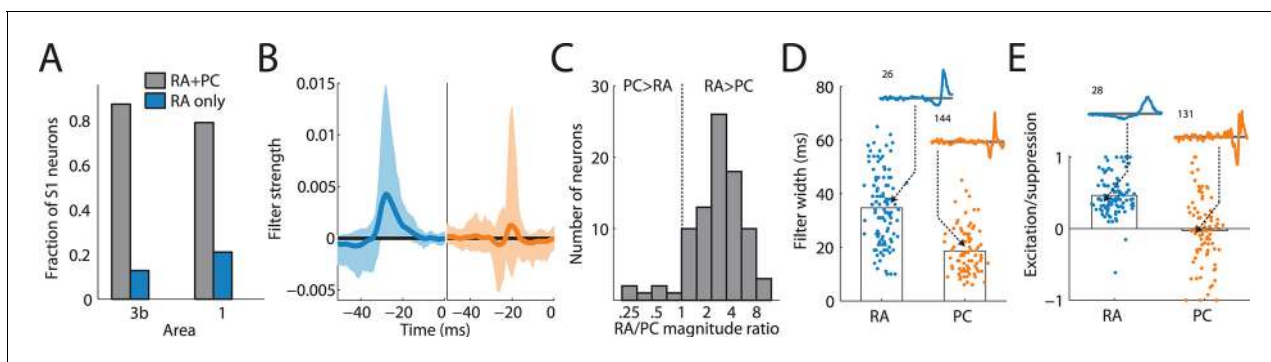 A
RA+PC
RA only
Fraction of S1 neurons
0.8
0.6
0.4
0.2
0
3b
1
Area
B
Filter strength
0.015
0.010
0.005
0
−0.005
−40
−20
0
−40
−20
0
Time (ms)
C
PC>RA
RA>PC
Number of neurons
30
20
10
.25
.5
1
2
4
8
RA/PC magnitude ratio
D
26
144
Filter width (ms)
80
60
40
20
0
RA
PC
E
28
131
Excitation/suppression
1
0
−1
RA
PC